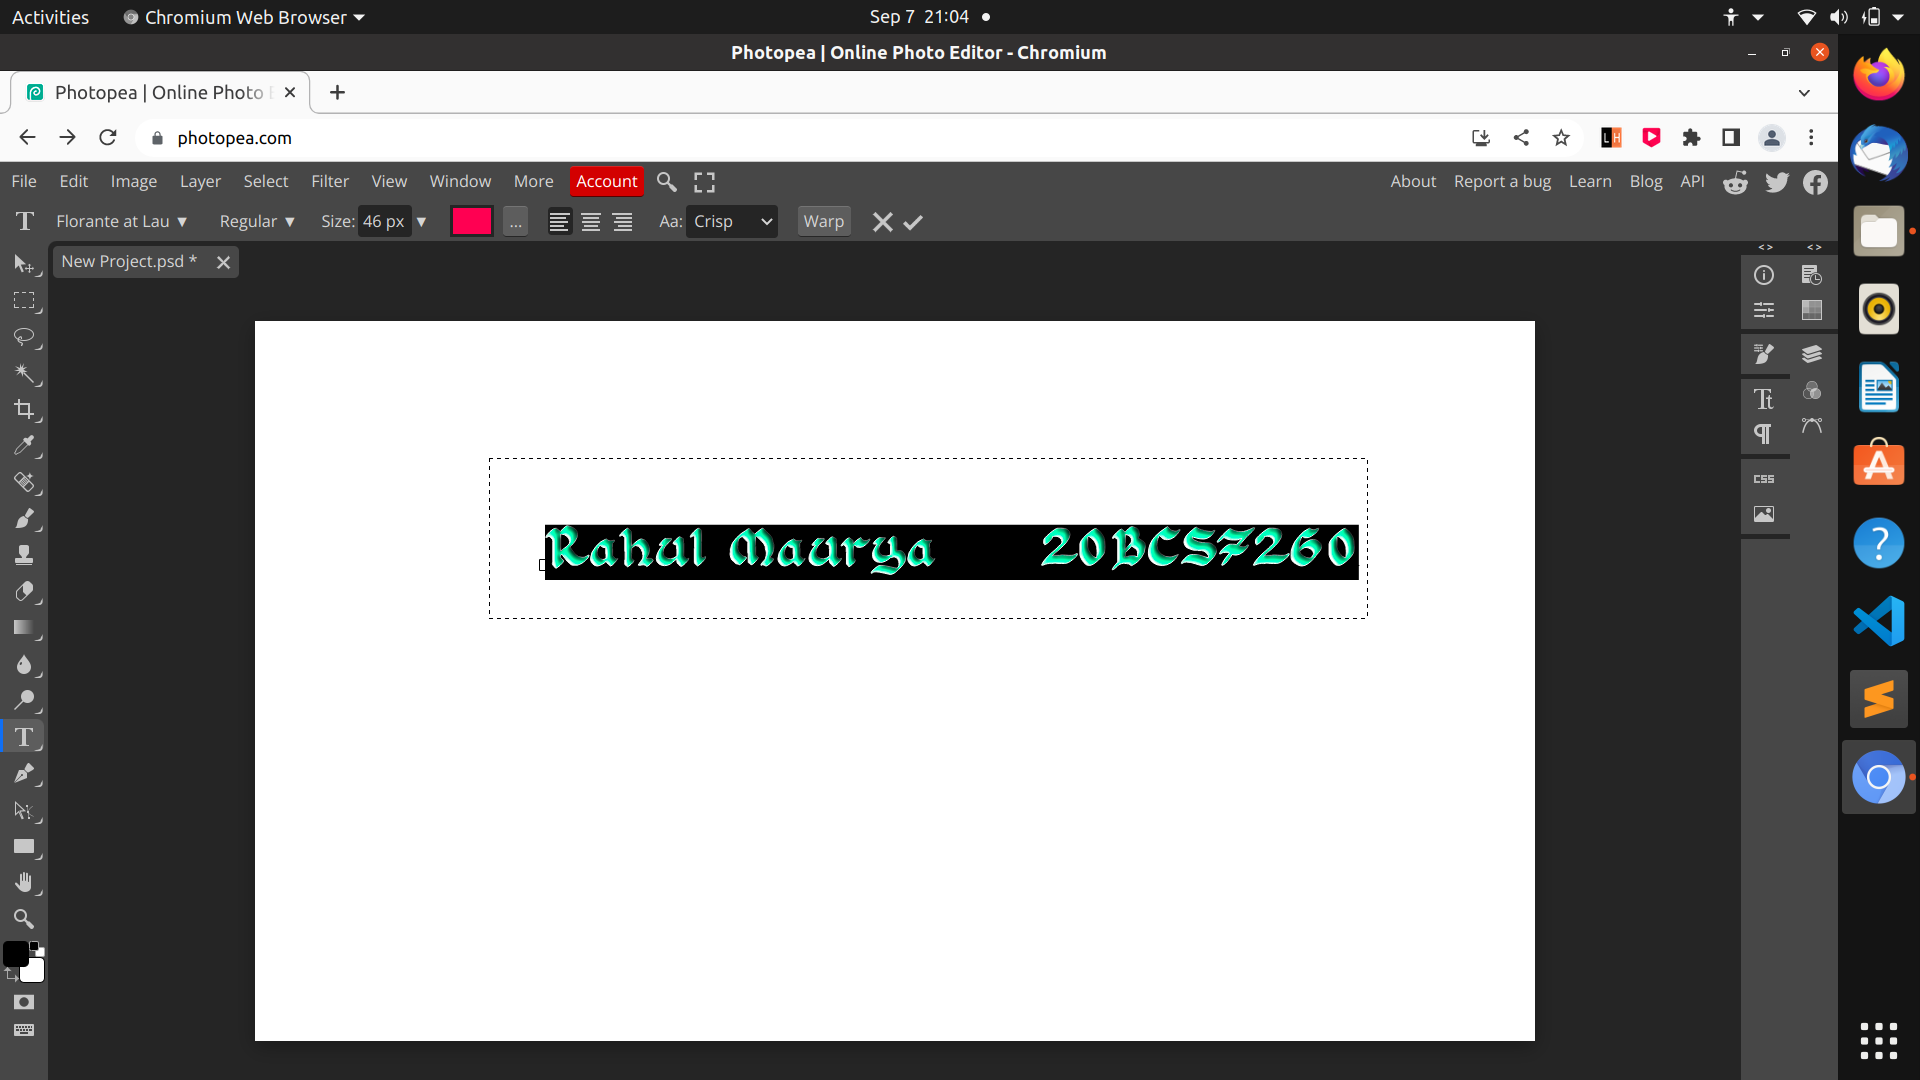 Activities Chromium Web Browser Sep 7 21:04
Photopea | Online Photo Editor - Chromium
Photopea | Online Photo E
photopea.com
File Edit Image Layer Select Filter View Window More Account About Report a bug Learn Blog API
T Florante at Lau Regular Size: 46 px ... Aa: Crisp Warp
New Project.psd *
< > < >
Rahul Maurya 20BCS7260
CSS